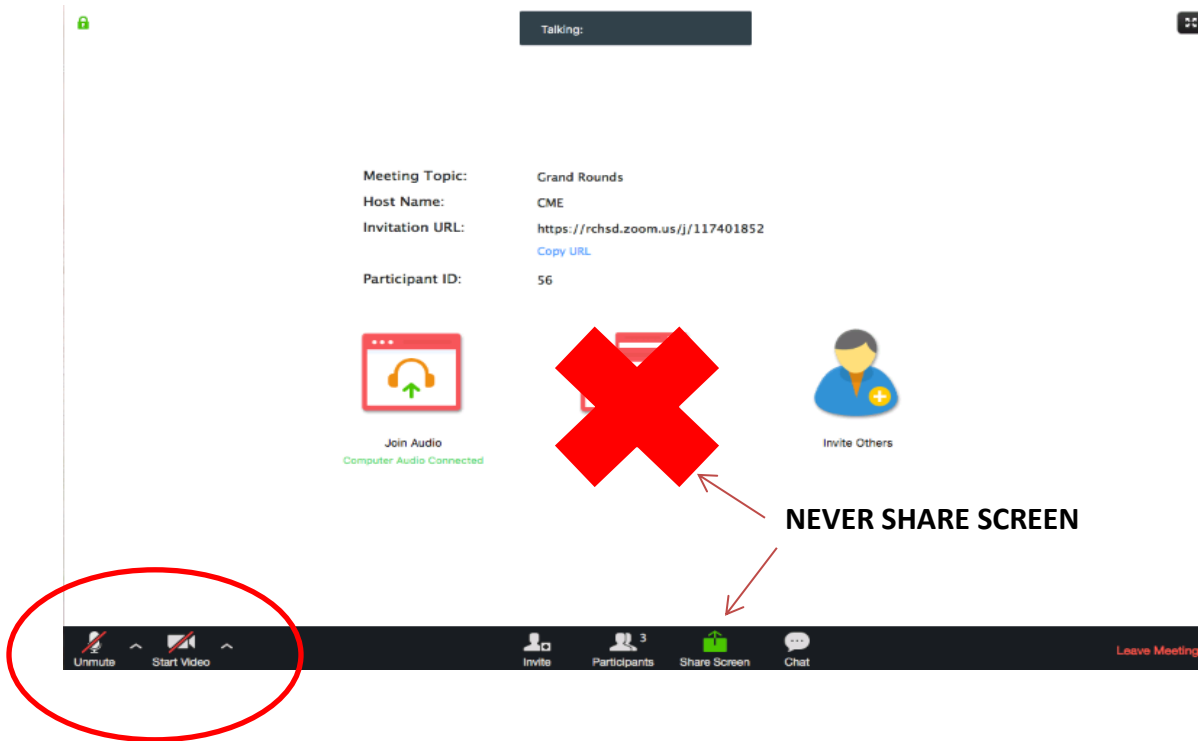 Talking:
Meeting Topic: Grand Rounds
Host Name: CME
Invitation URL: https://rchsd.zoom.us/j/117401852
Copy URL
Participant ID: 56
Join Audio
Computer Audio Connected
Invite Others
NEVER SHARE SCREEN
Unmute Start Video Invite Participants 3 Share Screen Chat Leave Meeting